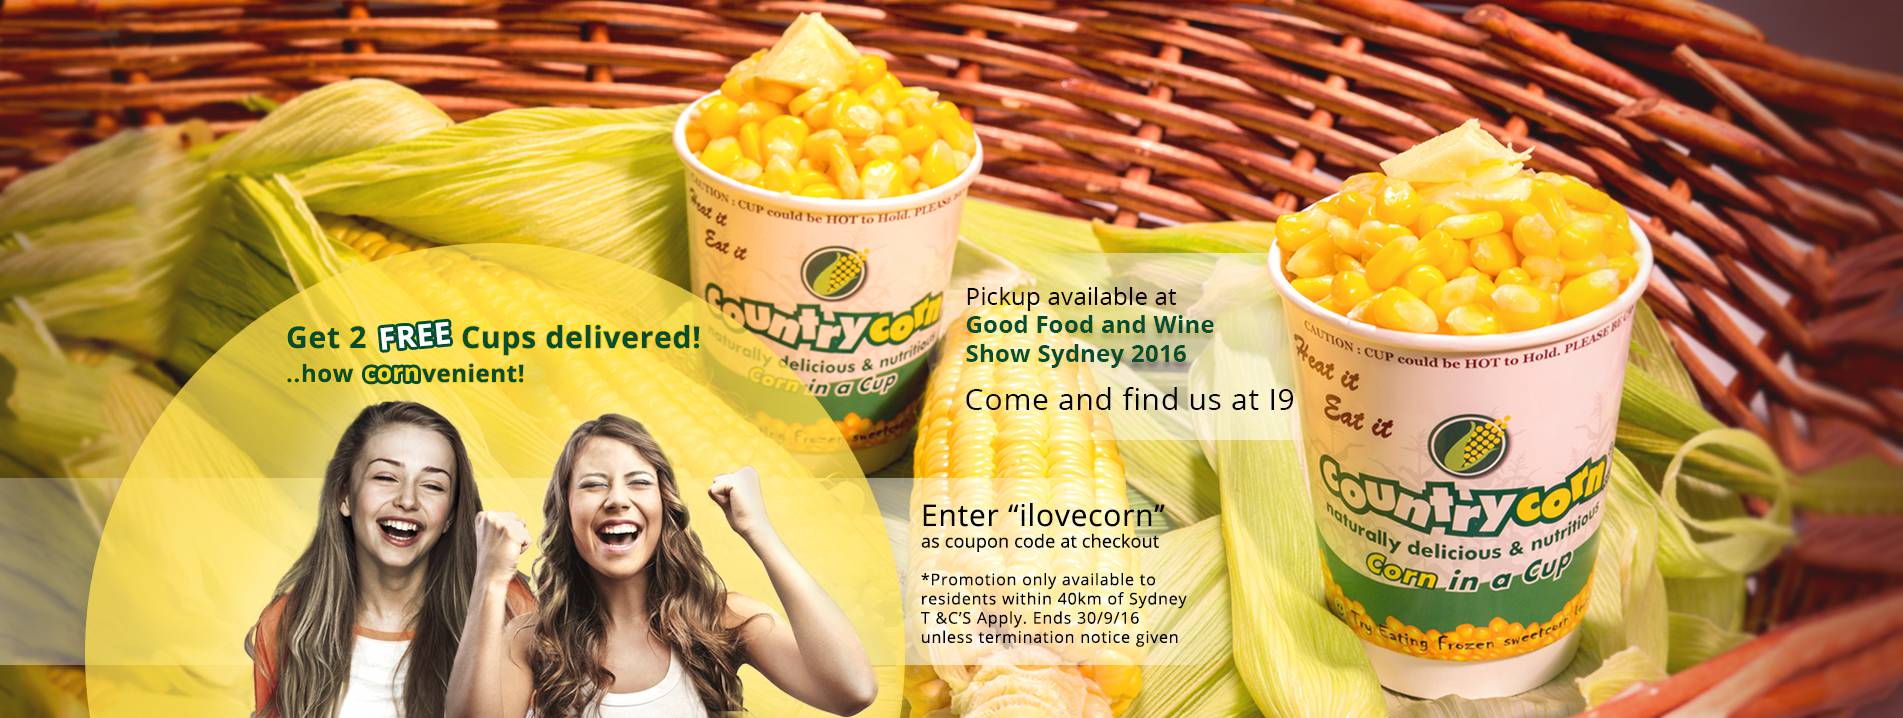 Get 2 FREE Cups delivered!
..how cornvenient!
Pickup available at
Good Food and Wine
Show Sydney 2016
Come and find us at I9
Enter “ilovecorn”
as coupon code at checkout
*Promotion only available to
residents within 40km of Sydney
T &C'S Apply. Ends 30/9/16
unless termination notice given
CAUTION : CUP could be HOT to Hold. PLEASE
Heat it
Eat it
Countrycorn
naturally delicious & nutritious
Corn in a Cup
CAUTION : CUP could be HOT to Hold. PLEASE BE
Heat it
Eat it
Countrycorn
naturally delicious & nutritious
Corn in a Cup
Try Eating Frozen sweetcorn